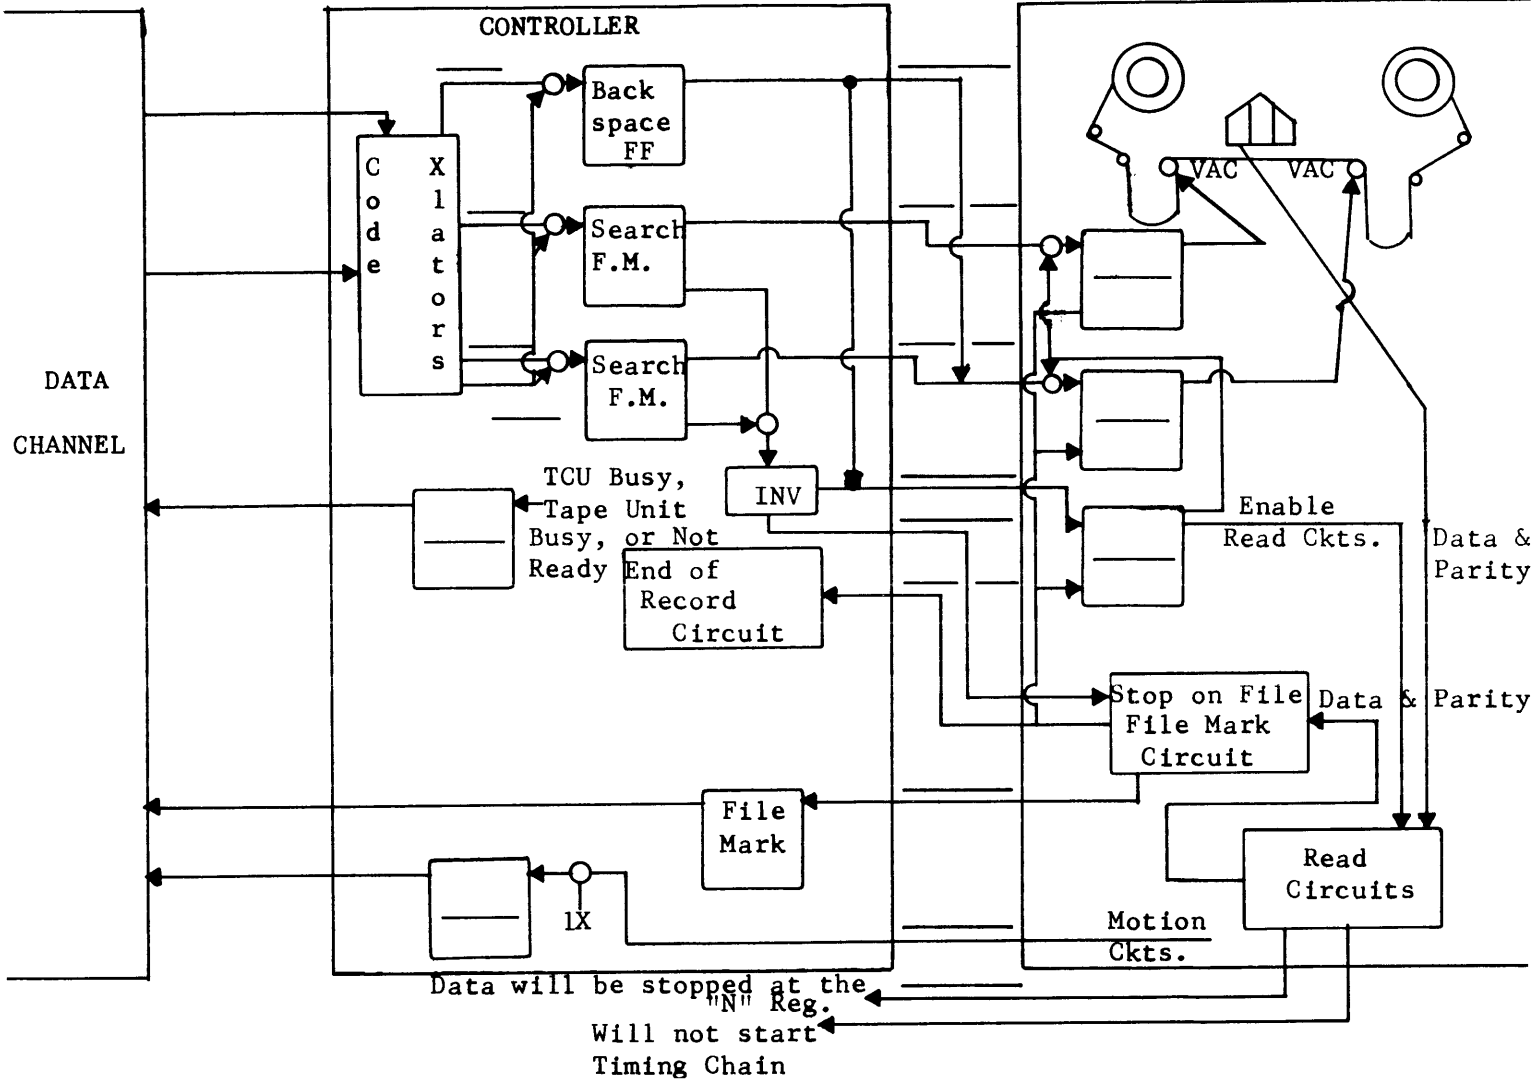 CONTROLLER
Back
space
FF
Code
Xlators
Search
F.M.
Search
F.M.
DATA
CHANNEL
VAC
VAC
TCU Busy,
Tape Unit
Busy, or Not
Ready
INV
End of
Record
Circuit
Enable
Read Ckts.
Data &
Parity
Stop on File
File Mark
Circuit
Data & Parity
File
Mark
Read
Circuits
1X
Motion
Ckts.
Data will be stopped at the
"N" Reg.
Will not start
Timing Chain